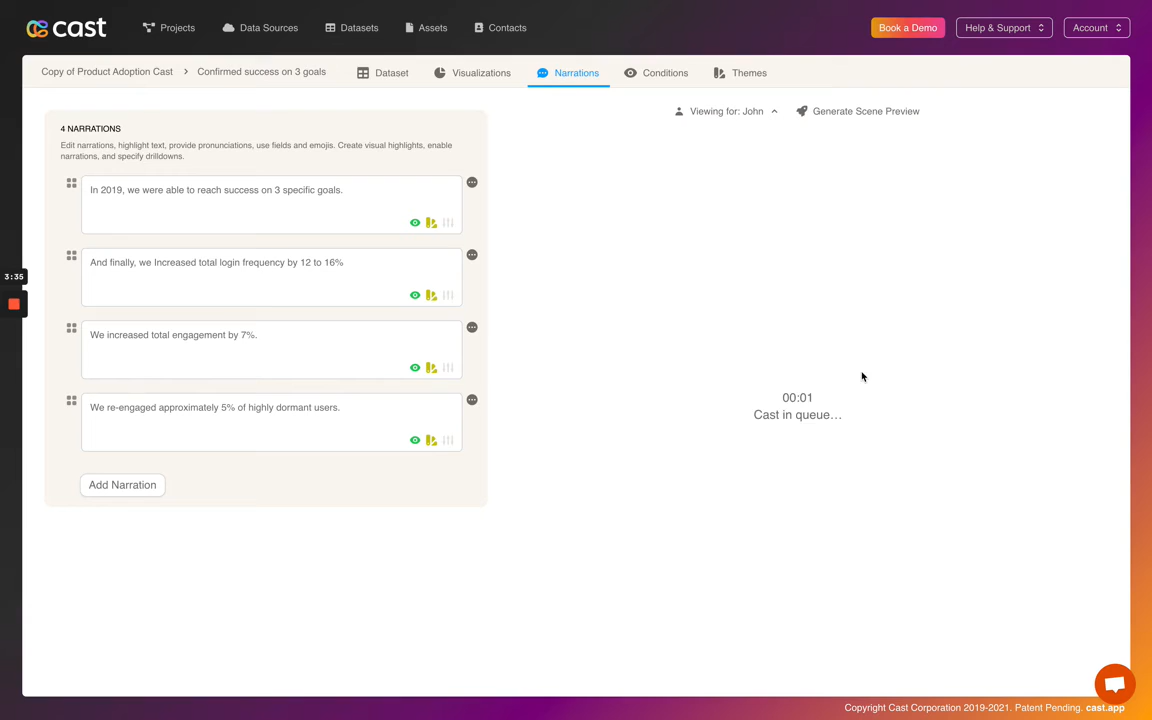 cast
Projects
Data Sources
Datasets
Assets
Contacts
Book a Demo
Help & Support
Account
Copy of Product Adoption Cast > Confirmed success on 3 goals
Dataset
Visualizations
Narrations
Conditions
Themes
4 NARRATIONS
Edit narrations, highlight text, provide pronunciations, use fields and emojis. Create visual highlights, enable
narrations, and specify drilldowns.
In 2019, we were able to reach success on 3 specific goals.
And finally, we Increased total login frequency by 12 to 16%
We increased total engagement by 7%.
We re-engaged approximately 5% of highly dormant users.
Add Narration
Viewing for: John
Generate Scene Preview
3:35
00:01
Cast in queue...
Copyright Cast Corporation 2019-2021. Patent Pending. cast.app